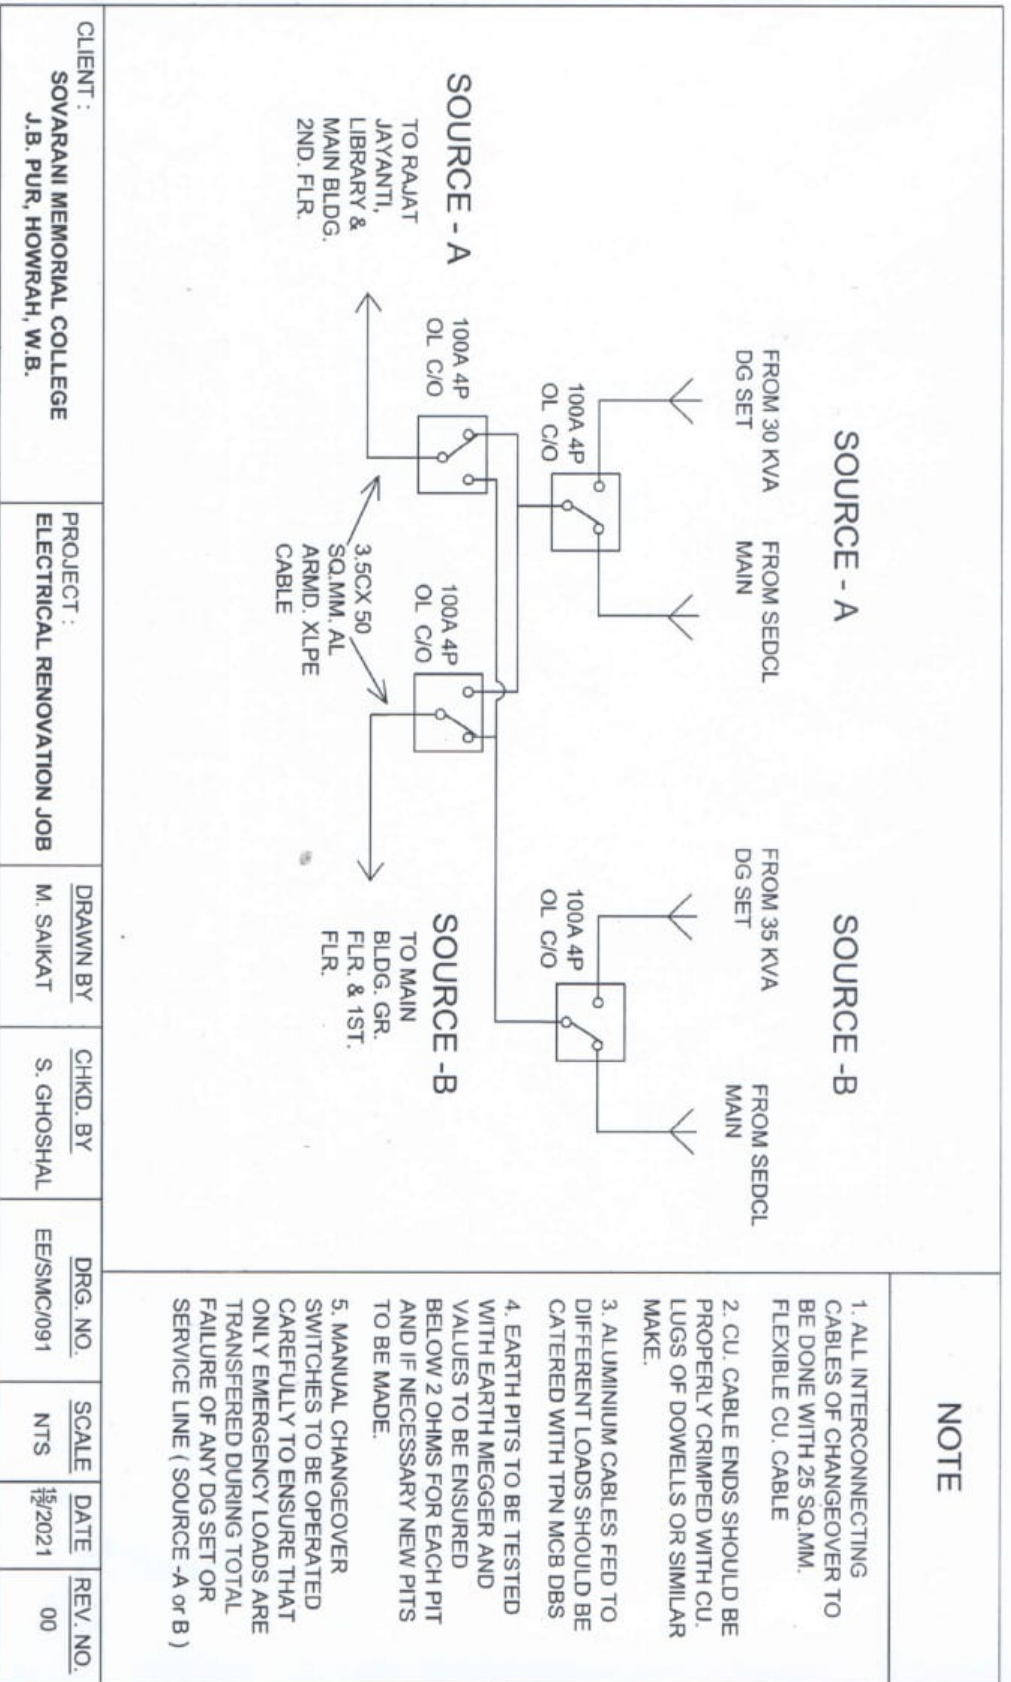 SOURCE - A
SOURCE -B
FROM 30 KVA
DG SET
FROM SEDCL
MAIN
FROM 35 KVA
DG SET
FROM SEDCL
MAIN
100A 4P
OL C/O
100A 4P
OL C/O
100A 4P
OL C/O
100A 4P
OL C/O
SOURCE - A
TO RAJAT
JAYANTI,
LIBRARY &
MAIN BLDG.
2ND. FLR.
3.5CX 50
SQ.MM. AL
ARMD. XLPE
CABLE
SOURCE -B
TO MAIN
BLDG. GR.
FLR. & 1ST.
FLR.
NOTE
1. ALL INTERCONNECTING
CABLES OF CHANGEOVER TO
BE DONE WITH 25 SQ.MM.
FLEXIBLE CU. CABLE
2. CU. CABLE ENDS SHOULD BE
PROPERLY CRIMPED WITH CU.
LUGS OF DOWELLS OR SIMILAR
MAKE.
3. ALUMINIUM CABLES FED TO
DIFFERENT LOADS SHOULD BE
CATERED WITH TPN MCB DBS
4. EARTH PITS TO BE TESTED
WITH EARTH MEGGER AND
VALUES TO BE ENSURED
BELOW 2 OHMS FOR EACH PIT
AND IF NECESSARY NEW PITS
TO BE MADE.
5. MANUAL CHANGEOVER
SWITCHES TO BE OPERATED
CAREFULLY TO ENSURE THAT
ONLY EMERGENCY LOADS ARE
TRANSFERED DURING TOTAL
FAILURE OF ANY DG SET OR
SERVICE LINE ( SOURCE -A or B )
CLIENT :
SOVARANI MEMORIAL COLLEGE
J.B. PUR, HOWRAH, W.B.
PROJECT :
ELECTRICAL RENOVATION JOB
DRAWN BY
M. SAIKAT
CHKD. BY
S. GHOSHAL
DRG. NO.
EE/SMC/091
SCALE
NTS
DATE
15/12/2021
REV. NO.
00